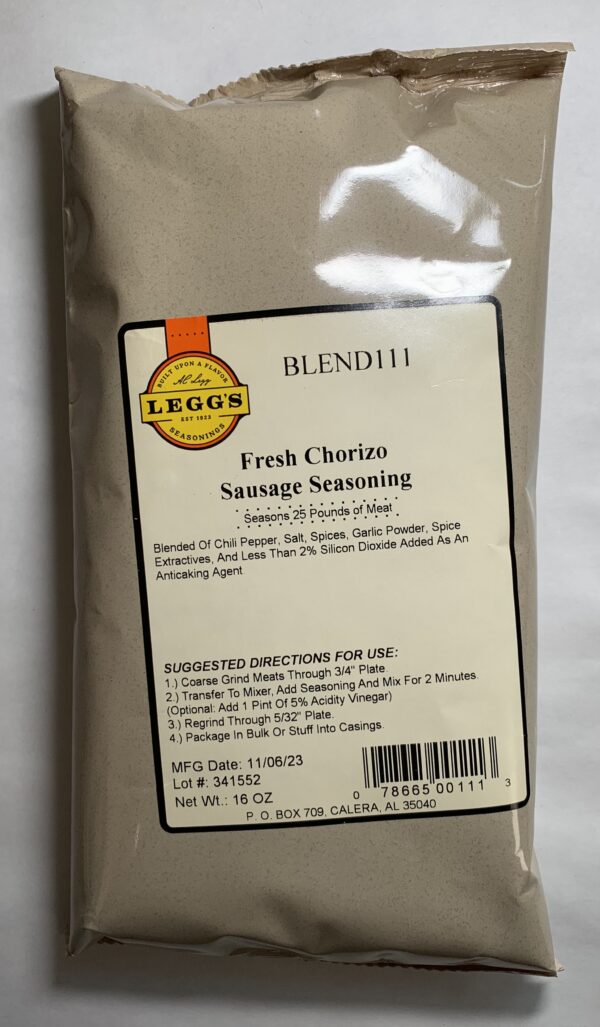 BLEND111
BUILT UPON A FLAVOR
AC Legg
LEGG'S
EST 1923
SEASONINGS
Fresh Chorizo
Sausage Seasoning
Seasons 25 Pounds of Meat
Blended Of Chili Pepper, Salt, Spices, Garlic Powder, Spice
Extractives, And Less Than 2% Silicon Dioxide Added As An
Anticaking Agent
SUGGESTED DIRECTIONS FOR USE:
1.) Coarse Grind Meats Through 3/4" Plate.
2.) Transfer To Mixer, Add Seasoning And Mix For 2 Minutes.
(Optional: Add 1 Pint Of 5% Acidity Vinegar)
3.) Regrind Through 5/32" Plate.
4.) Package In Bulk Or Stuff Into Casings.
MFG Date: 11/06/23
Lot #: 341552
Net Wt.: 16 OZ
0 78665 00111 3
P. O. BOX 709, CALERA, AL 35040